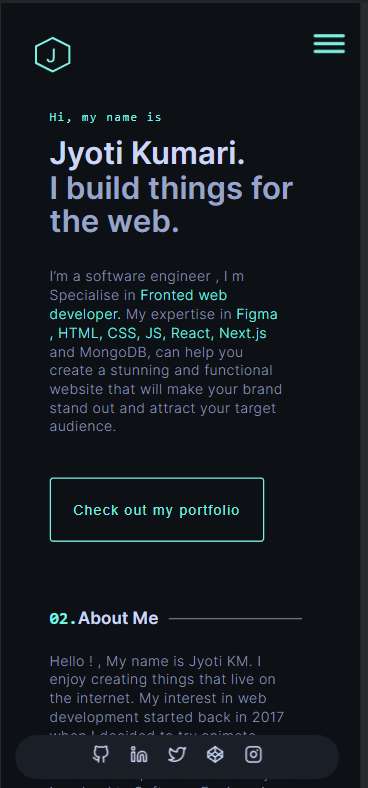 J
Hi, my name is
Jyoti Kumari.
I build things for
the web.
I'm a software engineer , I m
Specialise in Fronted web
developer. My expertise in Figma
, HTML, CSS, JS, React, Next.js
and MongoDB, can help you
create a stunning and functional
website that will make your brand
stand out and attract your target
audience.
Check out my portfolio
02.About Me
Hello ! , My name is Jyoti KM. I
enjoy creating things that live on
the internet. My interest in web
development started back in 2017
when I decided to try